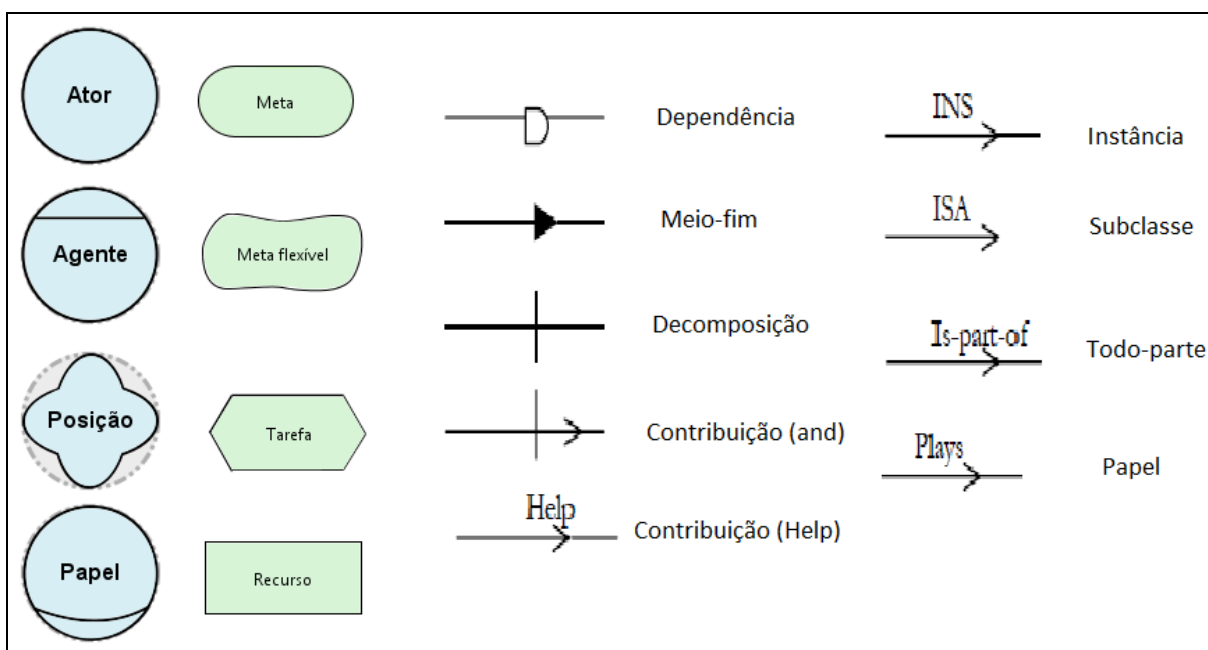 Ator
Agente
Posição
Papel
Meta
Meta flexível
Tarefa
Recurso
Dependência
Meio-fim
Decomposição
Contribuição (and)
Help
Contribuição (Help)
INS
Instância
ISA
Subclasse
Is-part-of
Todo-parte
Plays
Papel